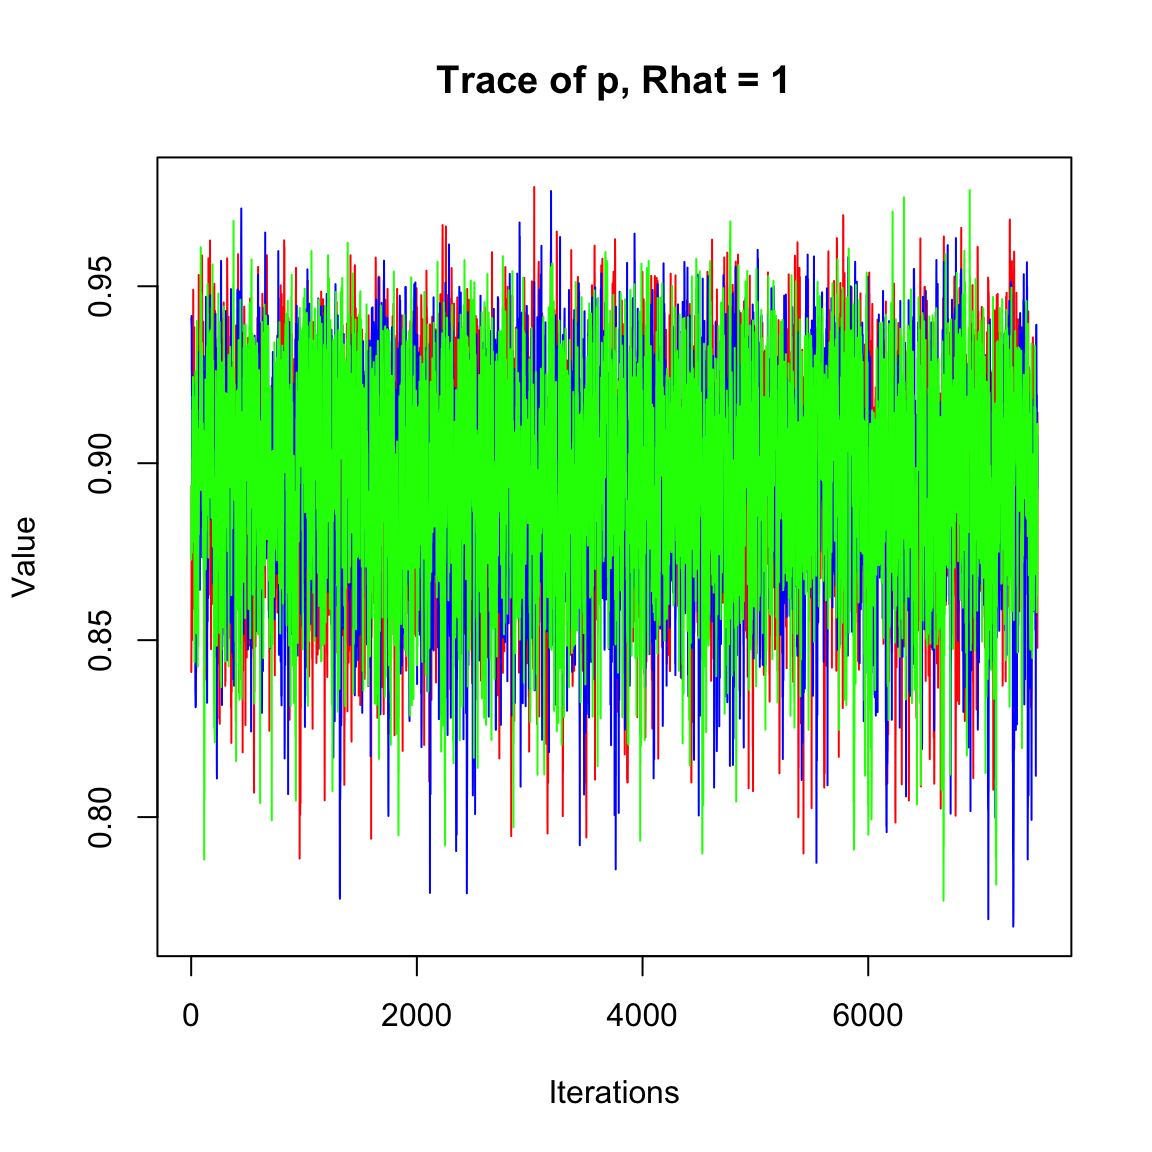 Trace of p, Rhat = 1
Value
0.95
0.90
0.85
0.80
0 2000 4000 6000
Iterations